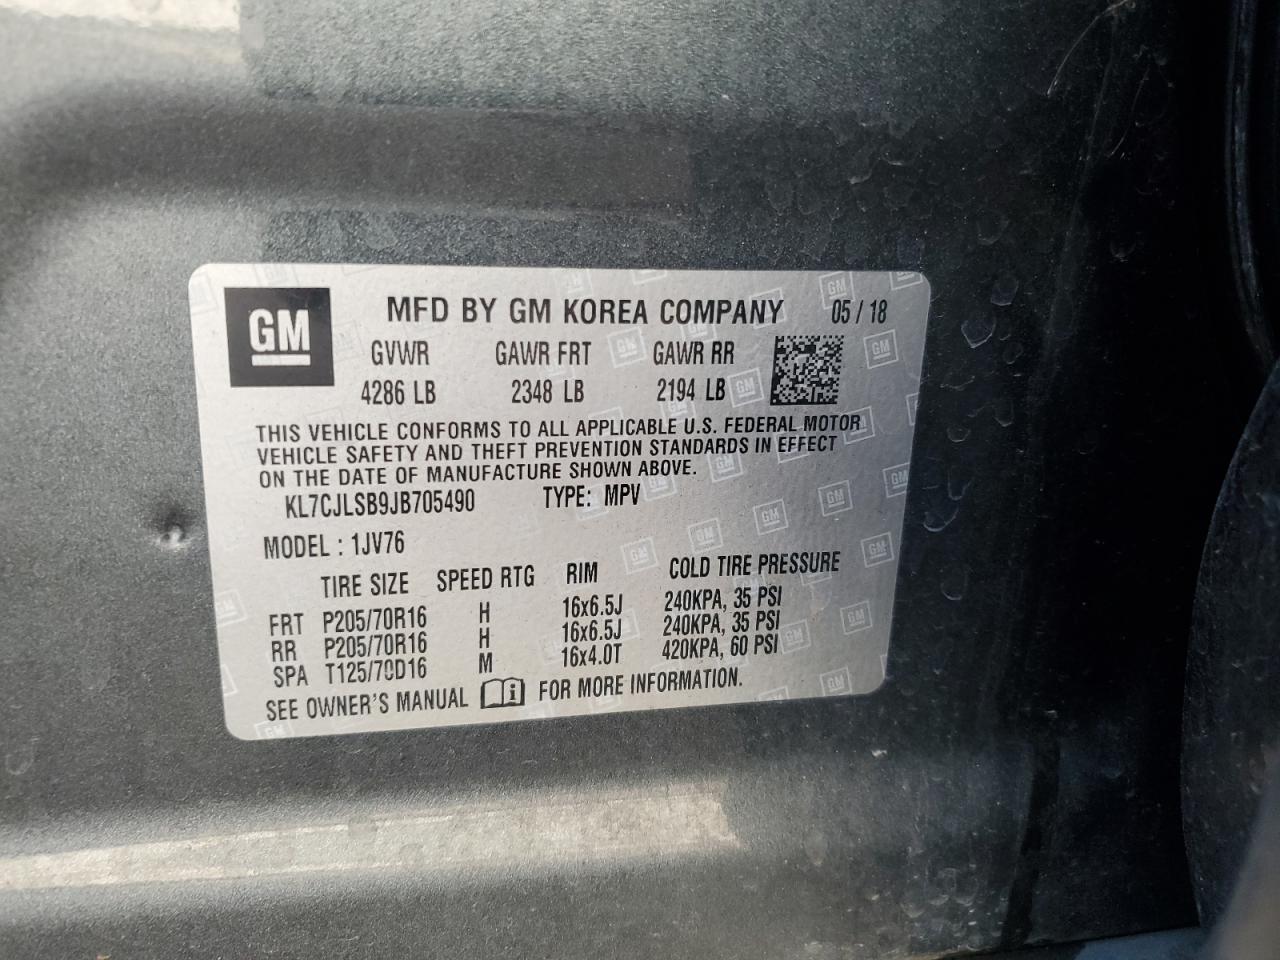 GM
MFD BY GM KOREA COMPANY 05 / 18
GVWR GAWR FRT GAWR RR
4286 LB 2348 LB 2194 LB
THIS VEHICLE CONFORMS TO ALL APPLICABLE U.S. FEDERAL MOTOR
VEHICLE SAFETY AND THEFT PREVENTION STANDARDS IN EFFECT
ON THE DATE OF MANUFACTURE SHOWN ABOVE.
KL7CJLSB9JB705490 TYPE: MPV
MODEL : 1JV76
TIRE SIZE SPEED RTG RIM COLD TIRE PRESSURE
FRT P205/70R16 H 16x6.5J 240KPA, 35 PSI
RR P205/70R16 H 16x6.5J 240KPA, 35 PSI
SPA T125/70D16 M 16x4.0T 420KPA, 60 PSI
SEE OWNER'S MANUAL FOR MORE INFORMATION.